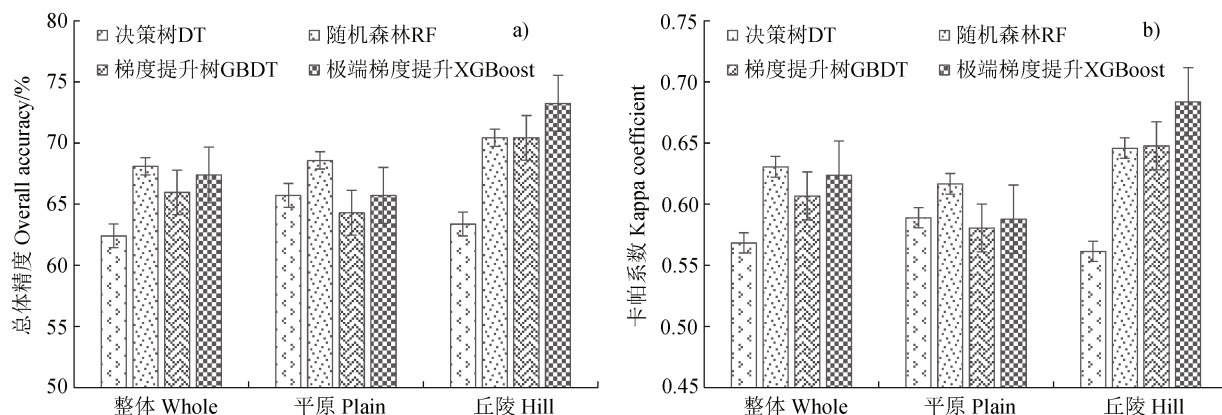 总体精度 Overall accuracy/%
80
75
70
65
60
55
50
决策树DT
随机森林RF
a)
梯度提升树GBDT
极端梯度提升XGBoost
整体 Whole
平原 Plain
丘陵 Hill
卡帕系数 Kappa coefficient
0.75
0.70
0.65
0.60
0.55
0.50
0.45
决策树DT
随机森林RF
b)
梯度提升树GBDT
极端梯度提升XGBoost
整体 Whole
平原 Plain
丘陵 Hill